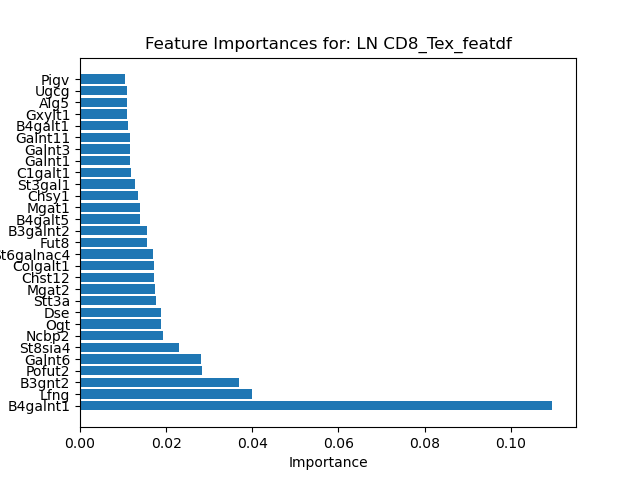 Feature Importances for: LN CD8_Tex_featdf
Pigv
Ugcg
Alg5
Gxylt1
B4galt1
Galnt11
Galnt3
Galnt1
C1galt1
St3gal1
Chsy1
Mgat1
B4galt5
B3galnt2
Fut8
St6galnac4
Colgalt1
Chst12
Mgat2
Stt3a
Dse
Ogt
Ncbp2
St8sia4
Galnt6
Pofut2
B3gnt2
Lfng
B4galnt1
0.00 0.02 0.04 0.06 0.08 0.10
Importance